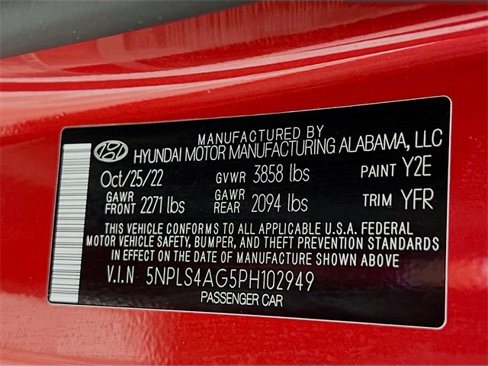 MANUFACTURED BY
HYUNDAI MOTOR MANUFACTURING ALABAMA, LLC
Oct/25/22 GVWR 3858 lbs PAINT Y2E
GAWR FRONT 2271 lbs GAWR REAR 2094 lbs TRIM YFR
THIS VEHICLE CONFORMS TO ALL APPLICABLE U.S.A. FEDERAL
MOTOR VEHICLE SAFETY, BUMPER, AND THEFT PREVENTION STANDARDS
IN EFFECT ON THE DATE OF MANUFACTURE SHOWN ABOVE
V.I.N 5NPLS4AG5PH102949
PASSENGER CAR